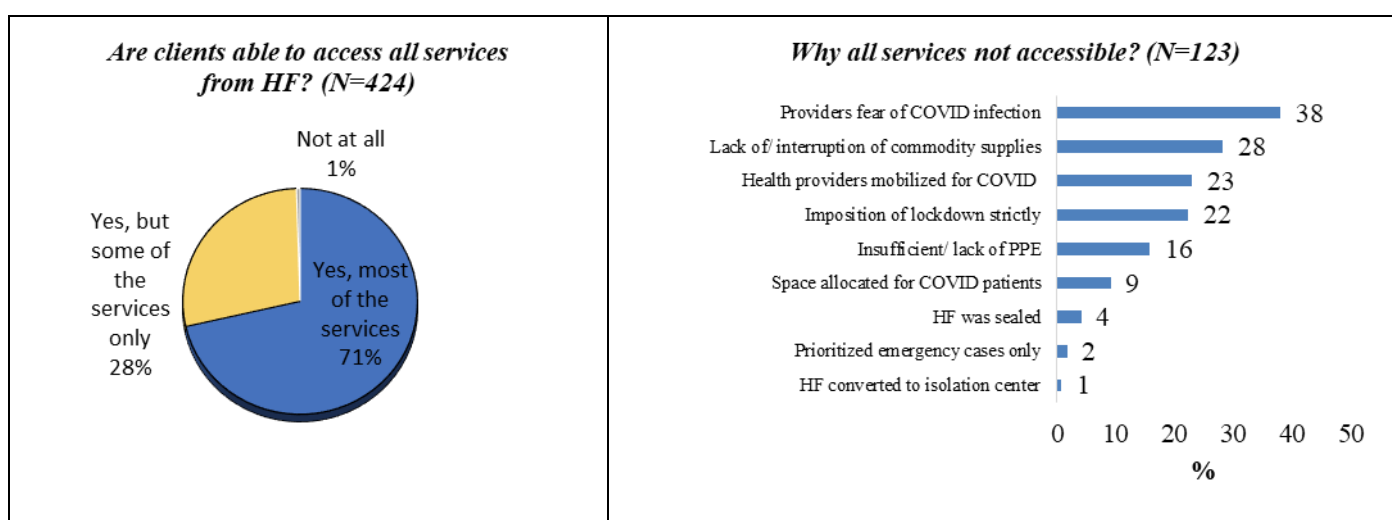 Are clients able to access all services
from HF? (N=424)
Not at all
1%
Yes, but
some of
the
services
only
28%
Yes, most
of the
services
71%
Why all services not accessible? (N=123)
Providers fear of COVID infection 38
Lack of/ interruption of commodity supplies 28
Health providers mobilized for COVID 23
Imposition of lockdown strictly 22
Insufficient/ lack of PPE 16
Space allocated for COVID patients 9
HF was sealed 4
Prioritized emergency cases only 2
HF converted to isolation center 1
0 10 20 30 40 50
%